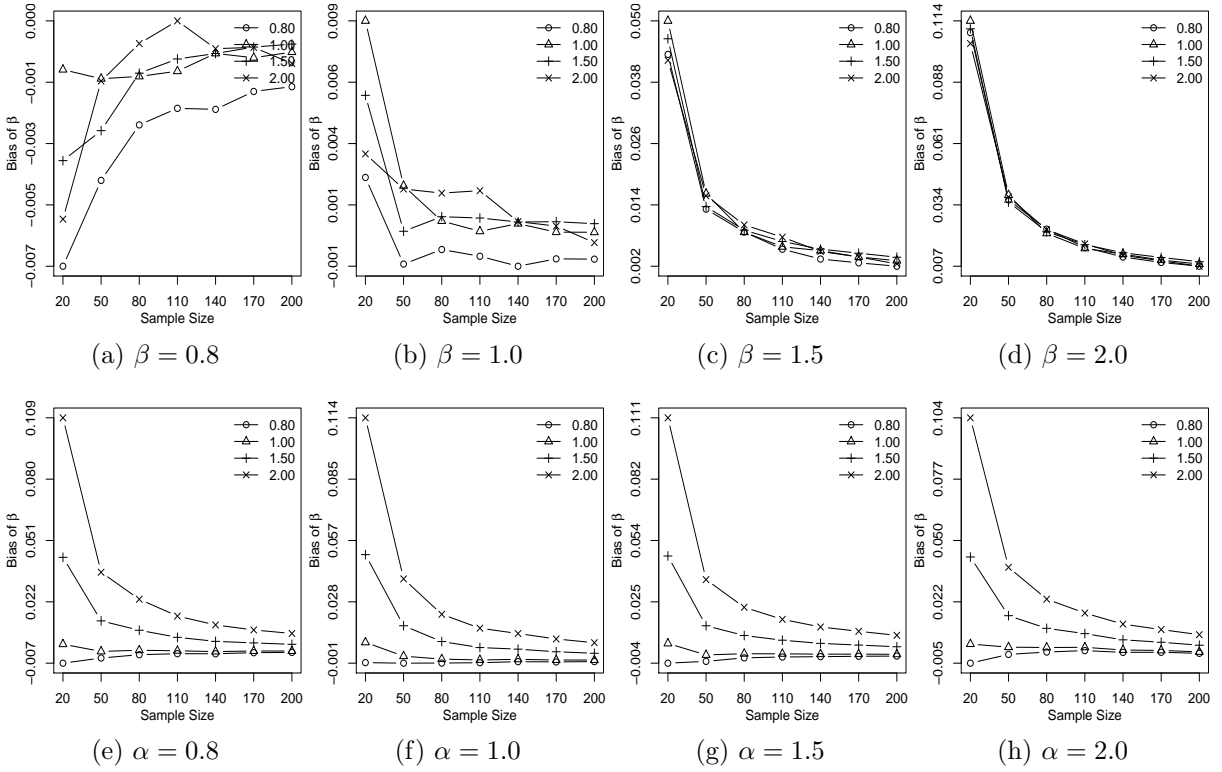 0.000
−0.001
−0.003
−0.005
−0.007
Bias of β
0.80
1.00
1.50
2.00
20 50 80 110 140 170 200
Sample Size
(a) β = 0.8
0.009
0.006
0.004
0.001
−0.001
Bias of β
0.80
1.00
1.50
2.00
20 50 80 110 140 170 200
Sample Size
(b) β = 1.0
0.050
0.038
0.026
0.014
0.002
Bias of β
0.80
1.00
1.50
2.00
20 50 80 110 140 170 200
Sample Size
(c) β = 1.5
0.114
0.088
0.061
0.034
0.007
Bias of β
0.80
1.00
1.50
2.00
20 50 80 110 140 170 200
Sample Size
(d) β = 2.0
0.109
0.080
0.051
0.022
−0.007
Bias of β
0.80
1.00
1.50
2.00
20 50 80 110 140 170 200
Sample Size
(e) α = 0.8
0.114
0.085
0.057
0.028
−0.001
Bias of β
0.80
1.00
1.50
2.00
20 50 80 110 140 170 200
Sample Size
(f) α = 1.0
0.111
0.082
0.054
0.025
−0.004
Bias of β
0.80
1.00
1.50
2.00
20 50 80 110 140 170 200
Sample Size
(g) α = 1.5
0.104
0.077
0.050
0.022
−0.005
Bias of β
0.80
1.00
1.50
2.00
20 50 80 110 140 170 200
Sample Size
(h) α = 2.0